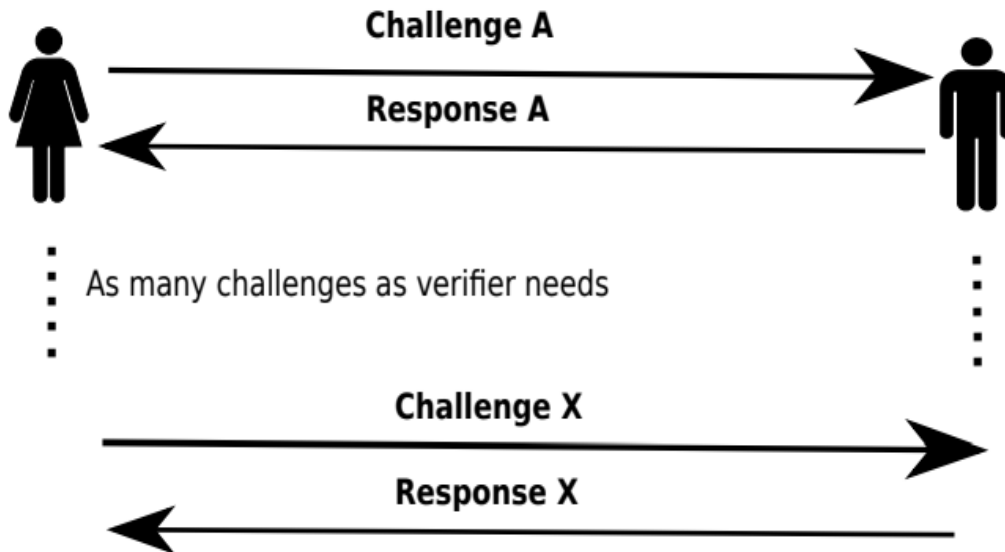 Challenge A
Response A
As many challenges as verifier needs
Challenge X
Response X